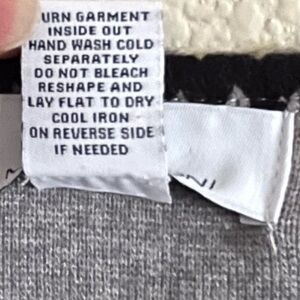 URN GARMENT
INSIDE OUT
HAND WASH COLD
SEPARATELY
DO NOT BLEACH
RESHAPE AND
LAY FLAT TO DRY
COOL IRON
ON REVERSE SIDE
IF NEEDED